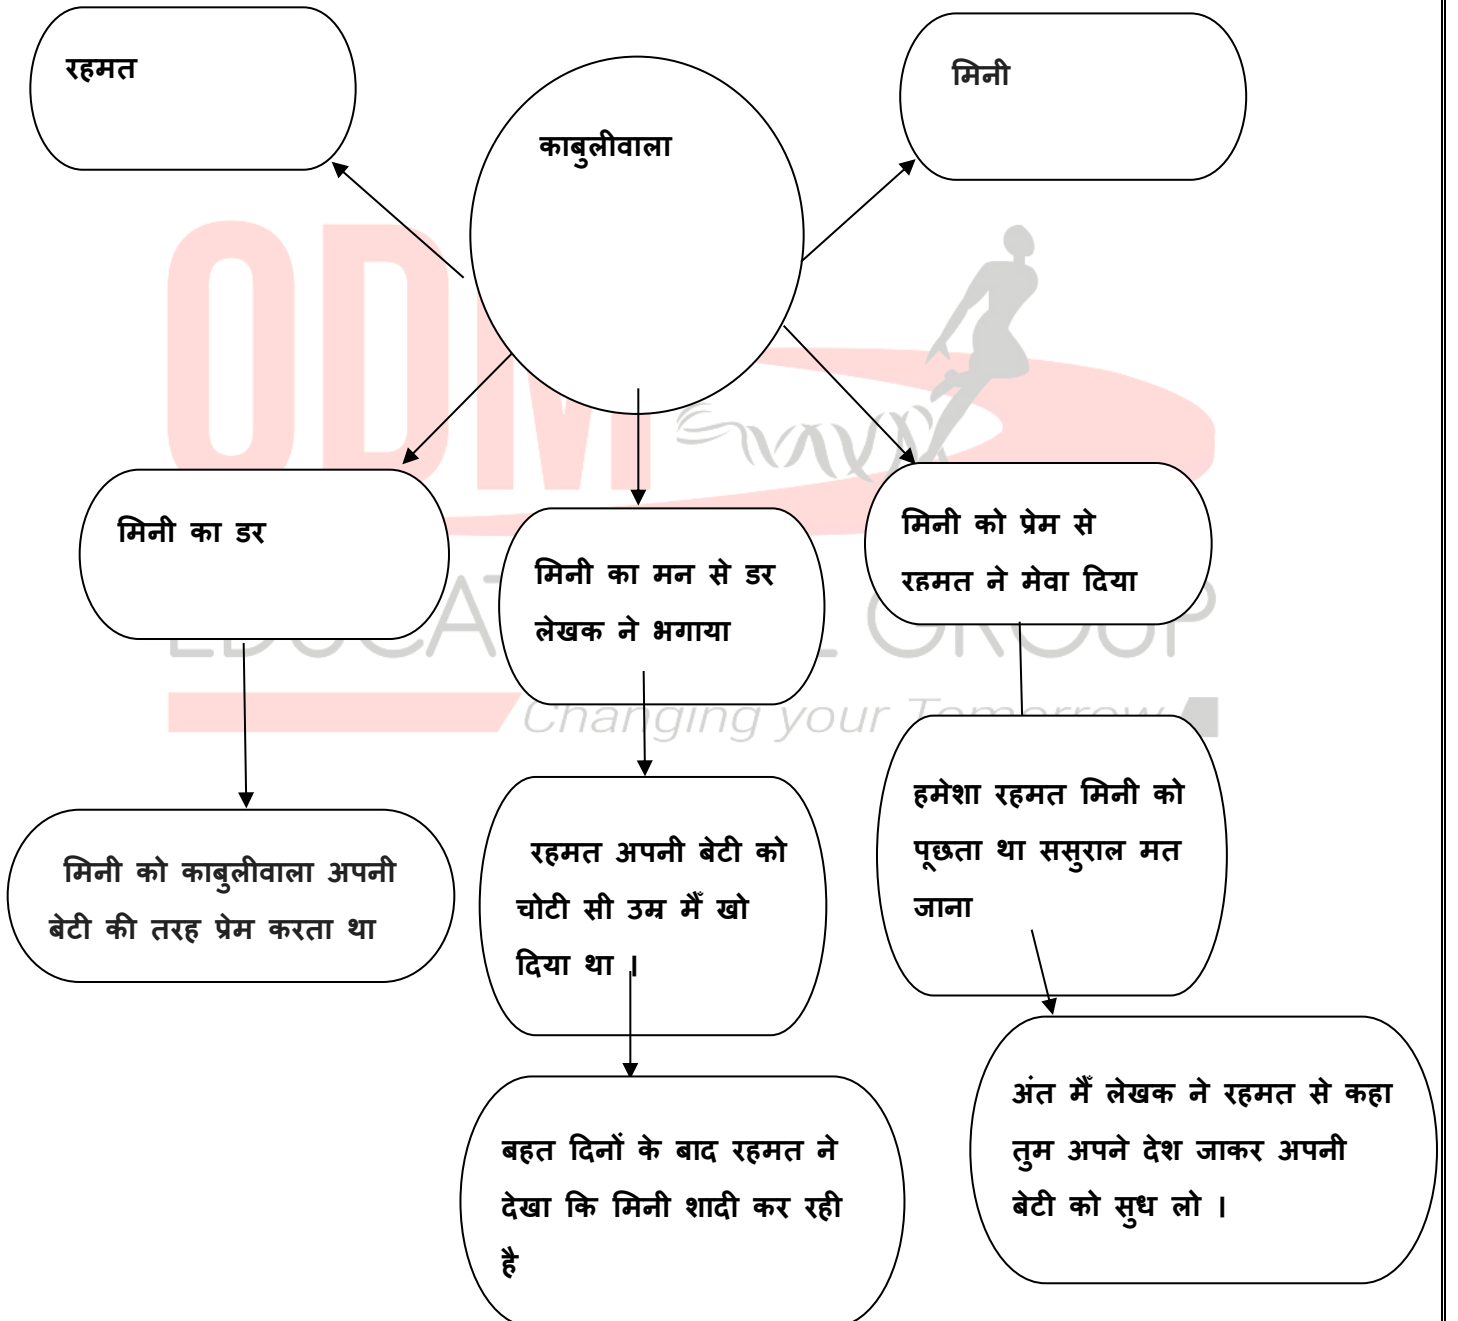 रहमत
काबुलीवाला
मिनी
मिनी का डर
मिनी का मन से डर
लेखक ने भगाया
मिनी को प्रेम से
रहमत ने मेवा दिया
मिनी को काबुलीवाला अपनी
बेटी की तरह प्रेम करता था
रहमत अपनी बेटी को
चोटी सी उम्र मैँ खो
दिया था ।
हमेशा रहमत मिनी को
पूछता था ससुराल मत
जाना
बहत दिनों के बाद रहमत ने
देखा कि मिनी शादी कर रही
है
अंत मैँ लेखक ने रहमत से कहा
तुम अपने देश जाकर अपनी
बेटी को सुध लो ।
ODM
EDUCATIONAL GROUP
Changing your Tomorrow